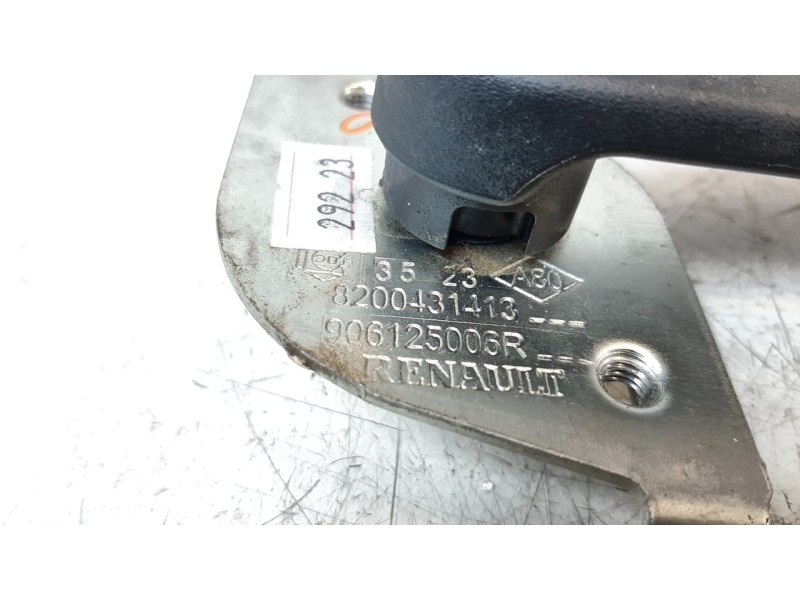 292 23
35 23 A80
8200431413 ---
906125006R ---
RENAULT